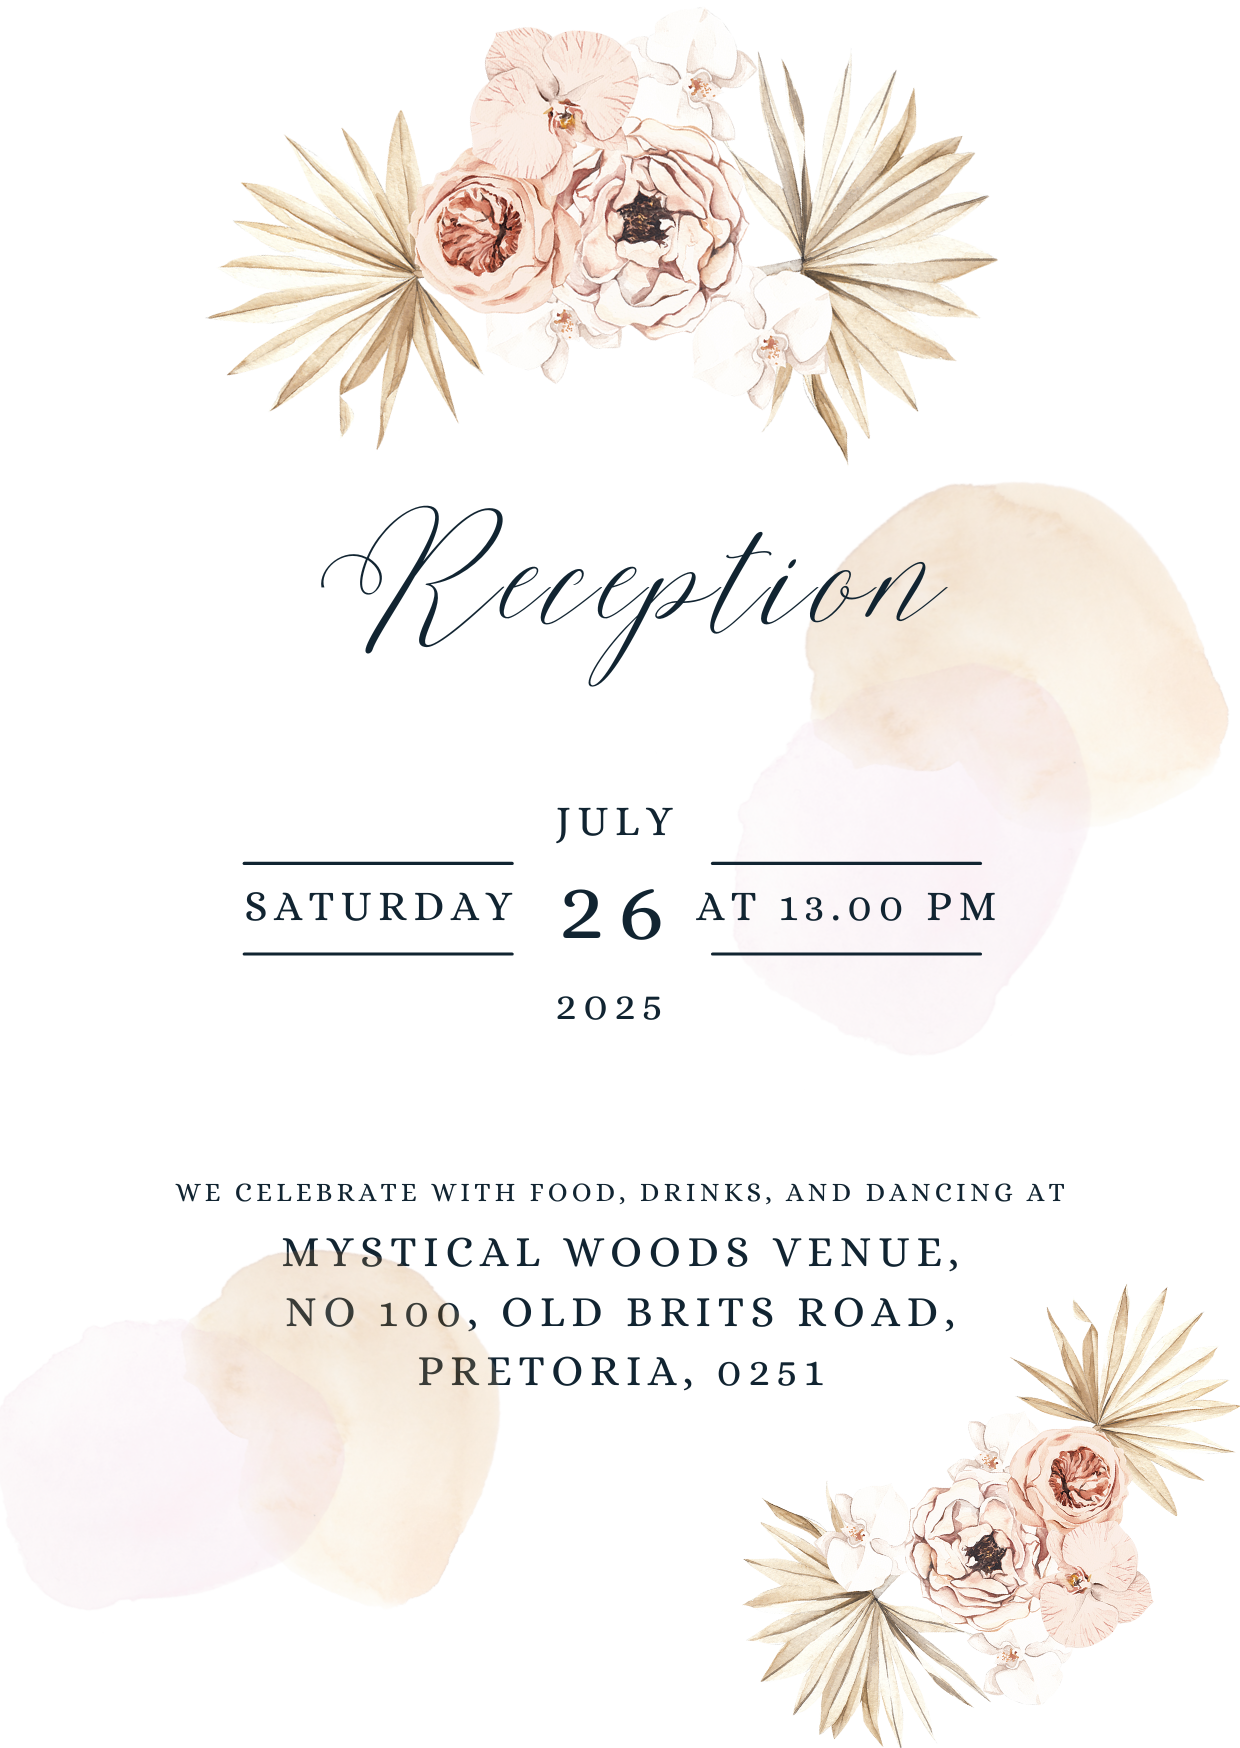 Reception
JULY
SATURDAY 26 AT 13.00 PM
2025
WE CELEBRATE WITH FOOD, DRINKS, AND DANCING AT
MYSTICAL WOODS VENUE,
NO 100, OLD BRITS ROAD,
PRETORIA, 0251